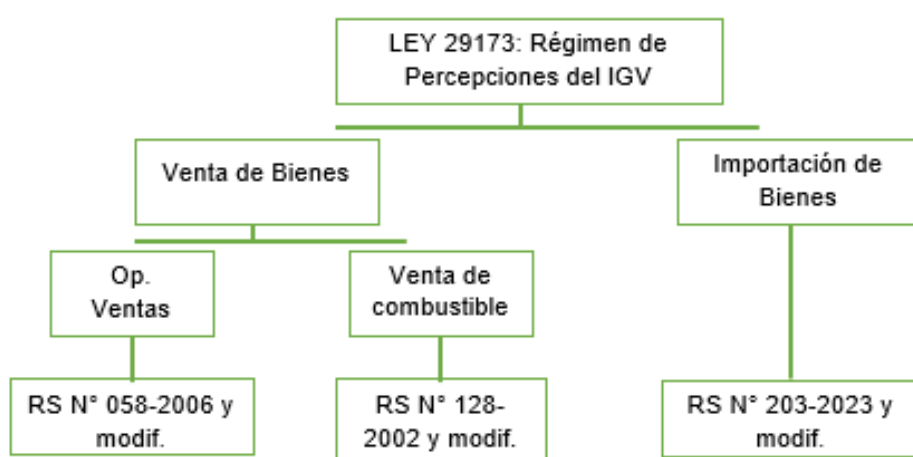 LEY 29173: Régimen de
Percepciones del IGV
Venta de Bienes
Importación de
Bienes
Op.
Ventas
Venta de
combustible
RS N° 058-2006 y
modif.
RS N° 128-
2002 y modif.
RS N° 203-2023 y
modif.